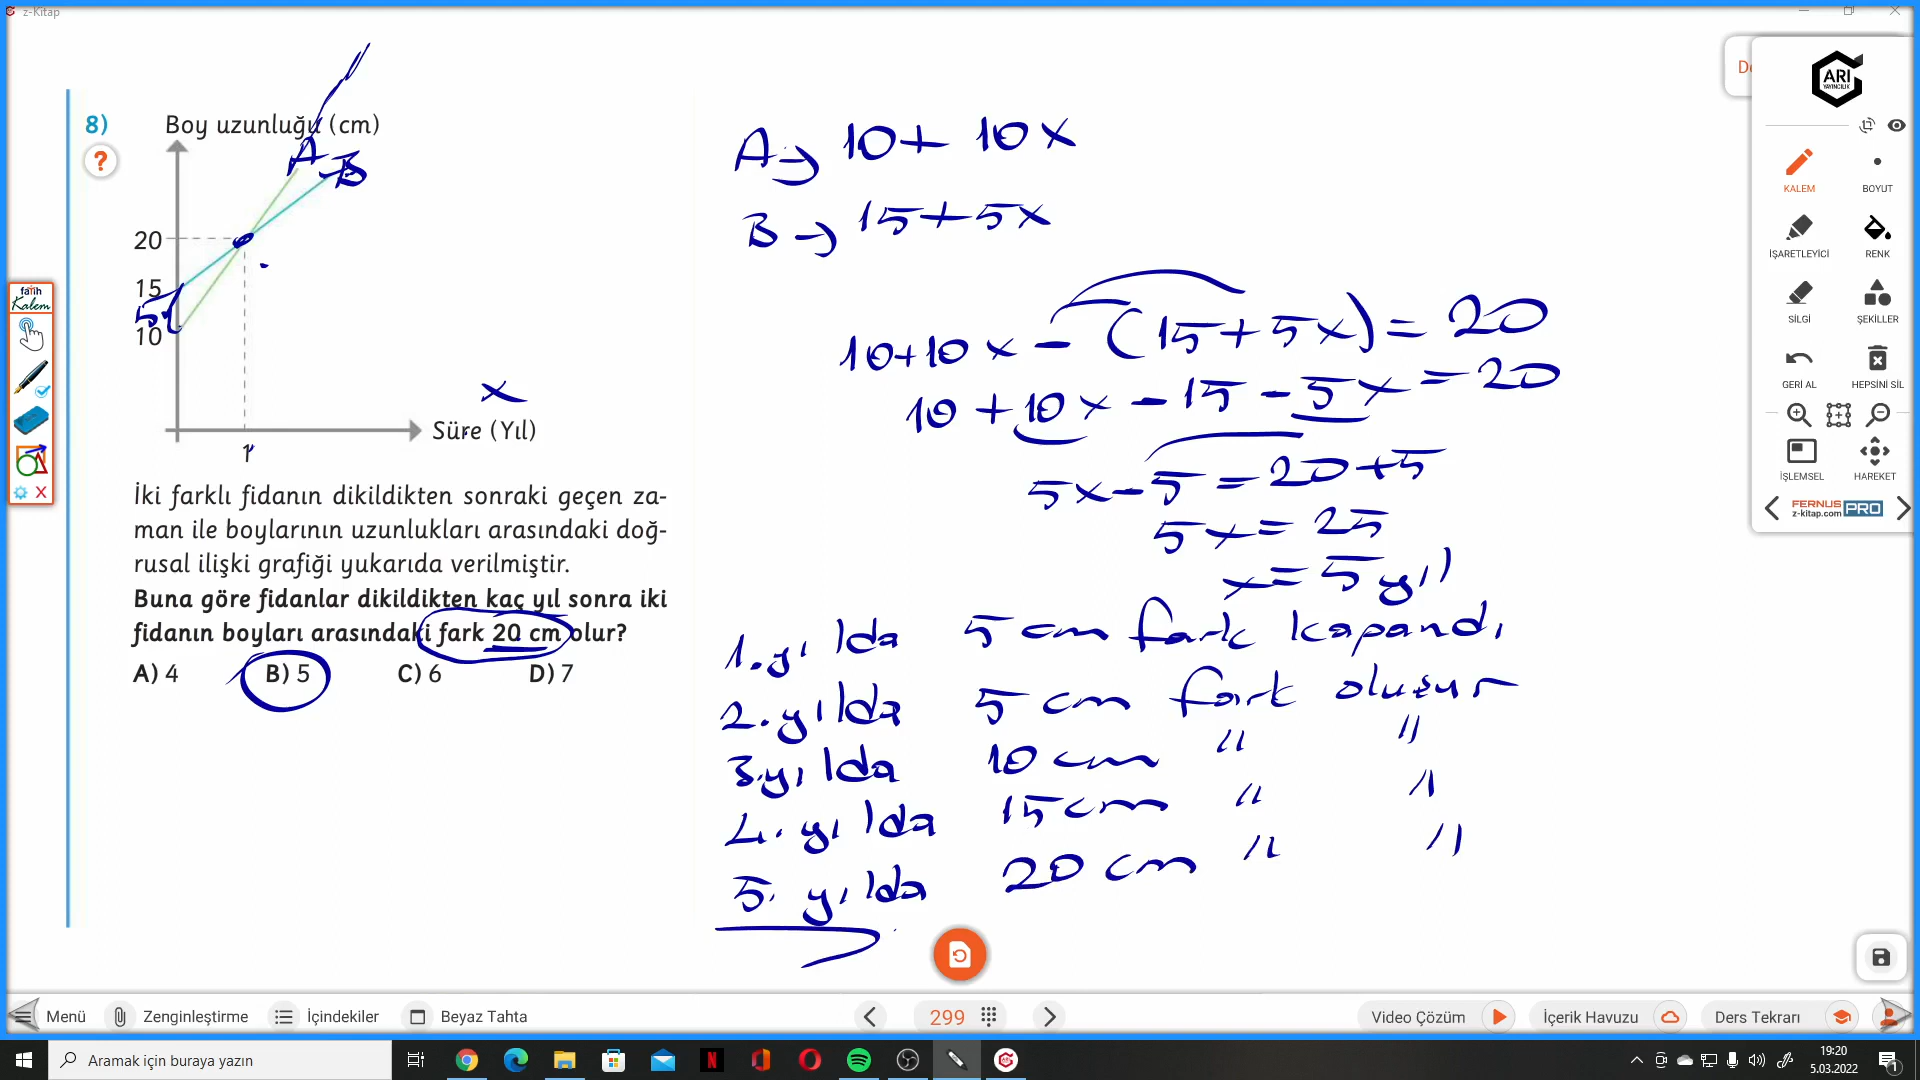 z-Kitap
8)
?
Boy uzunluğu (cm)
A
B
20
15
5
10
1
x
Süre (Yıl)
İki farklı fidanın dikildikten sonraki geçen za-
man ile boylarının uzunlukları arasındaki doğ-
rusal ilişki grafiği yukarıda verilmiştir.
Buna göre fidanlar dikildikten kaç yıl sonra iki
fidanın boyları arasındaki fark 20 cm olur?
A) 4 B) 5 C) 6 D) 7
A → 10 + 10x
B → 15 + 5x
10+10x - (15+5x) = 20
10 + 10x - 15 - 5x = 20
5x - 5 = 20 + 5
5x = 25
x = 5 yıl
1. yılda 5 cm fark kapandı
2. yılda 5 cm fark oluşur
3. yılda 10 cm " "
4. yılda 15 cm " "
5. yılda 20 cm " "
fatih
Kalem
X
De
ARI
YAYINCILIK
KALEM
BOYUT
İŞARETLEYİCİ
RENK
SİLGİ
ŞEKİLLER
GERİ AL
HEPSİNİ SİL
İŞLEMSEL
HAREKET
FERNUS
z-kitap.com PRO
Menü
Zenginleştirme
İçindekiler
Beyaz Tahta
299
Video Çözüm
İçerik Havuzu
Ders Tekrarı
Aramak için buraya yazın
19:20
5.03.2022
1